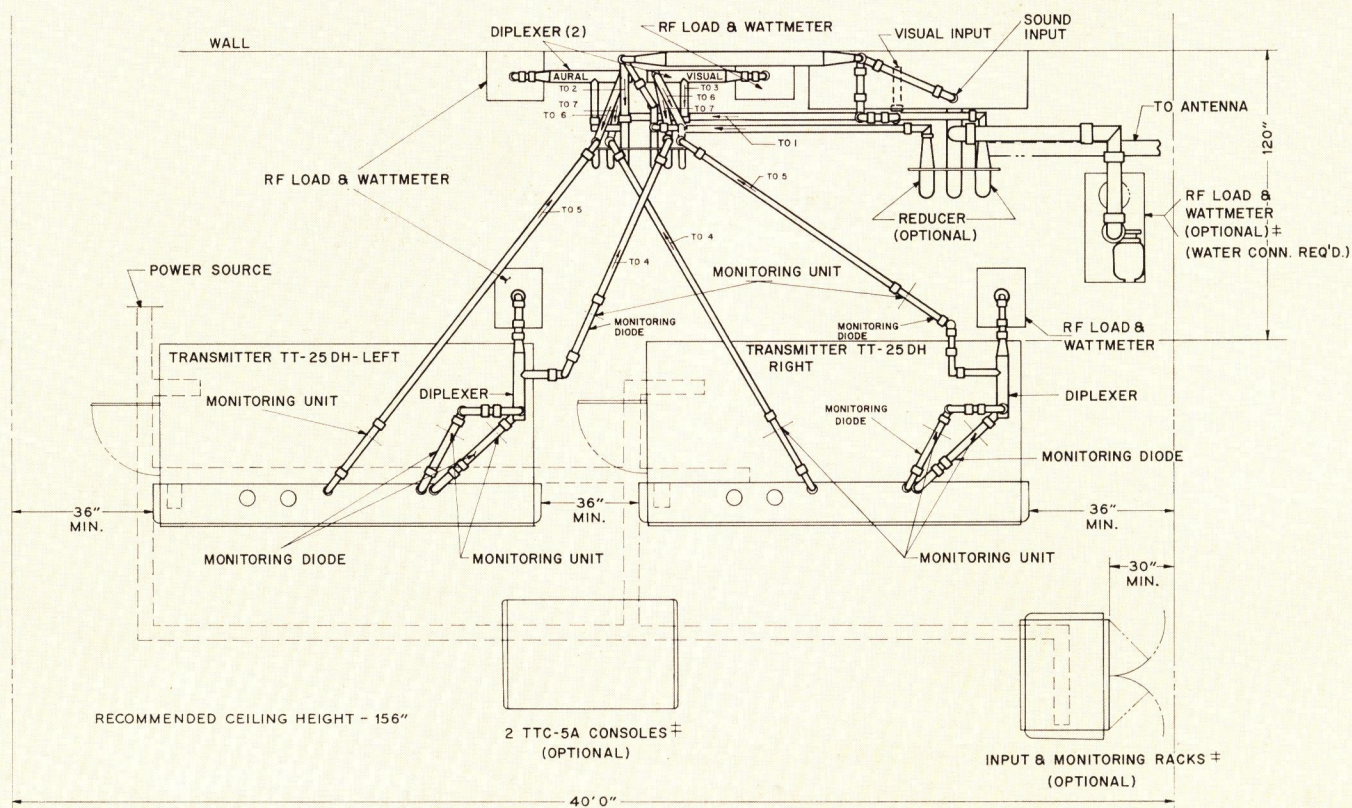 WALL
DIPLEXER (2)
RF LOAD & WATTMETER
VISUAL INPUT
SOUND
INPUT
AURAL
VISUAL
TO 2
TO 3
TO 6
TO 7
TO 7
TO 6
TO 1
TO ANTENNA
120"
RF LOAD & WATTMETER
TO 5
TO 5
TO 4
TO 4
REDUCER
(OPTIONAL)
RF LOAD &
WATTMETER
(OPTIONAL) ‡
(WATER CONN. REQ'D.)
POWER SOURCE
MONITORING UNIT
MONITORING
DIODE
MONITORING
DIODE
RF LOAD &
WATTMETER
TRANSMITTER TT-25DH-LEFT
TRANSMITTER TT-25DH
RIGHT
MONITORING UNIT
DIPLEXER
MONITORING
DIODE
DIPLEXER
MONITORING DIODE
36"
MIN.
36"
MIN.
36"
MIN.
MONITORING DIODE
MONITORING UNIT
MONITORING UNIT
30"
MIN.
RECOMMENDED CEILING HEIGHT - 156"
2 TTC-5A CONSOLES ‡
(OPTIONAL)
INPUT & MONITORING RACKS ‡
(OPTIONAL)
40'0"